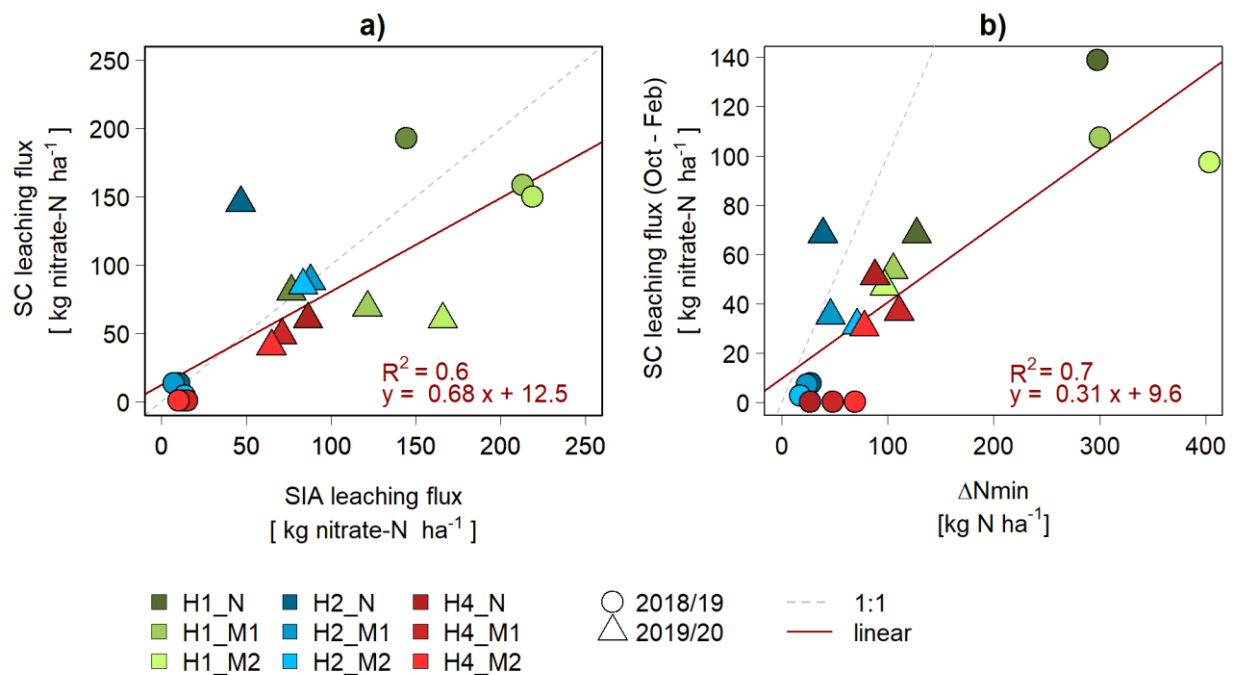 a)
250
200
150
100
50
0
SC leaching flux
[ kg nitrate-N ha-1 ]
R2 = 0.6
y = 0.68 x + 12.5
0 50 100 150 200 250
SIA leaching flux
[ kg nitrate-N ha-1 ]
b)
140
120
100
80
60
40
20
0
SC leaching flux (Oct - Feb)
[ kg nitrate-N ha-1 ]
R2 = 0.7
y = 0.31 x + 9.6
0 100 200 300 400
ΔNmin
[kg N ha-1]
H1_N H2_N H4_N 2018/19 1:1
H1_M1 H2_M1 H4_M1 2019/20 linear
H1_M2 H2_M2 H4_M2